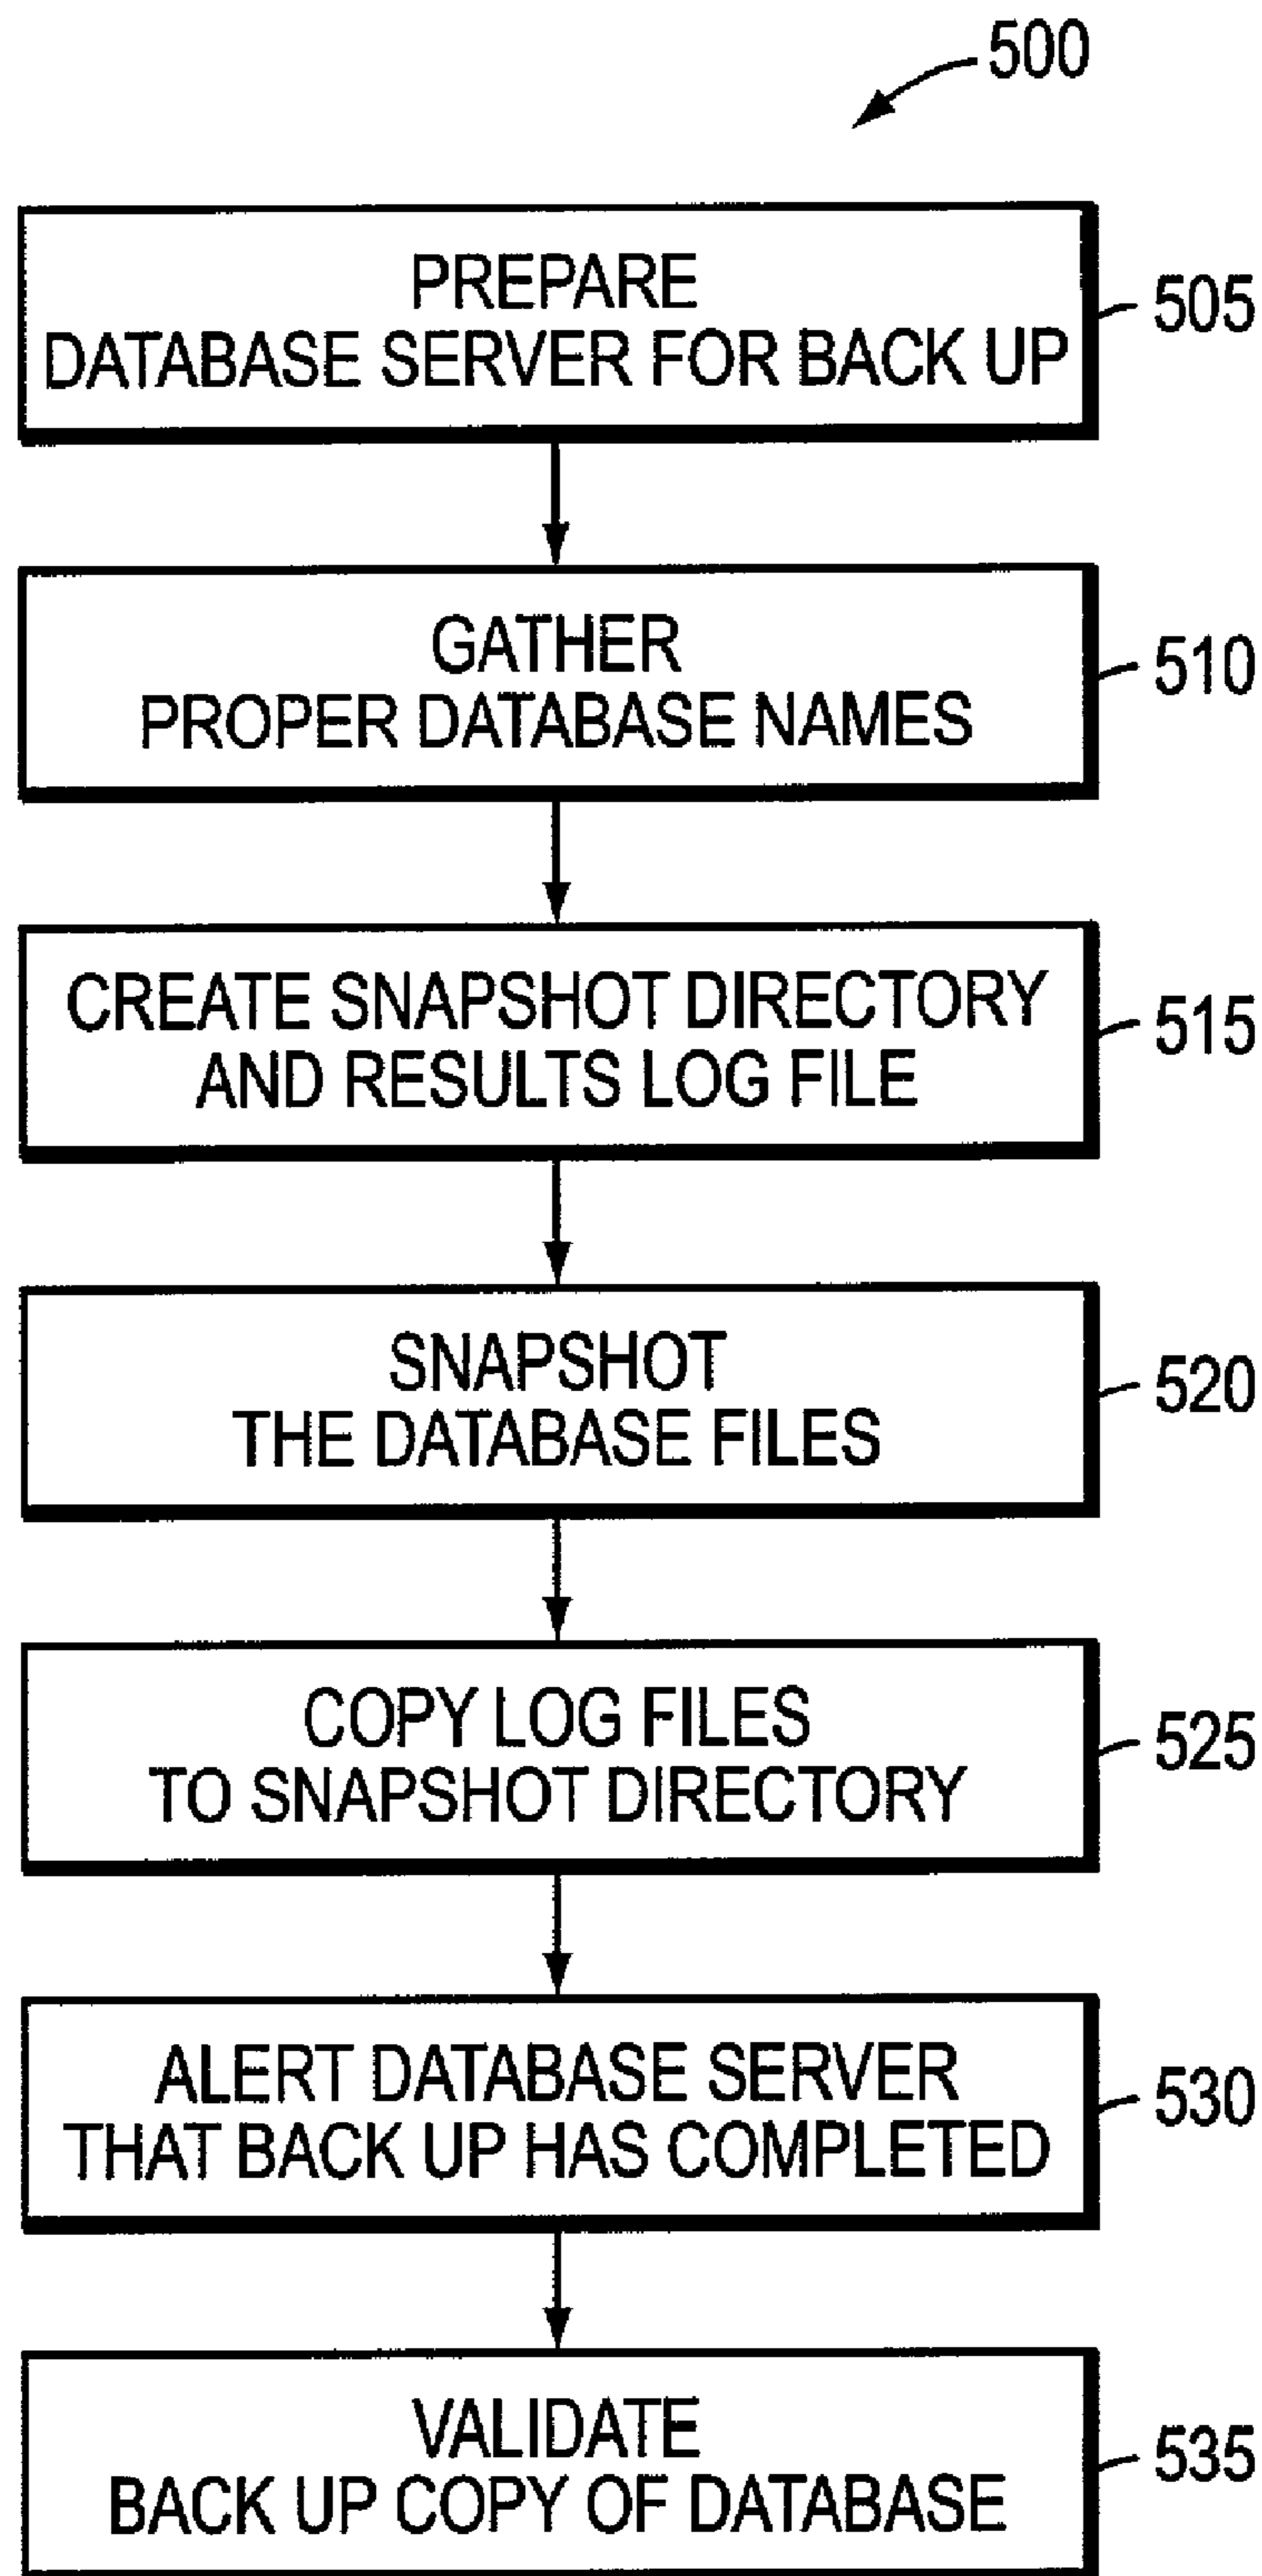 500
PREPARE
DATABASE SERVER FOR BACK UP
505
GATHER
PROPER DATABASE NAMES
510
CREATE SNAPSHOT DIRECTORY
AND RESULTS LOG FILE
515
SNAPSHOT
THE DATABASE FILES
520
COPY LOG FILES
TO SNAPSHOT DIRECTORY
525
ALERT DATABASE SERVER
THAT BACK UP HAS COMPLETED
530
VALIDATE
BACK UP COPY OF DATABASE
535